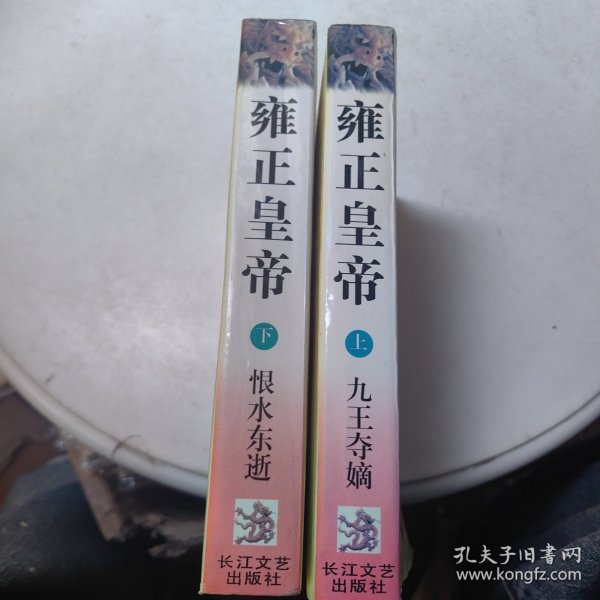 雍正皇帝
下
恨水东逝
长江文艺
出版社
雍正皇帝
上
九王夺嫡
长江文艺
出版社
孔夫子旧书网
www.kongfz.com